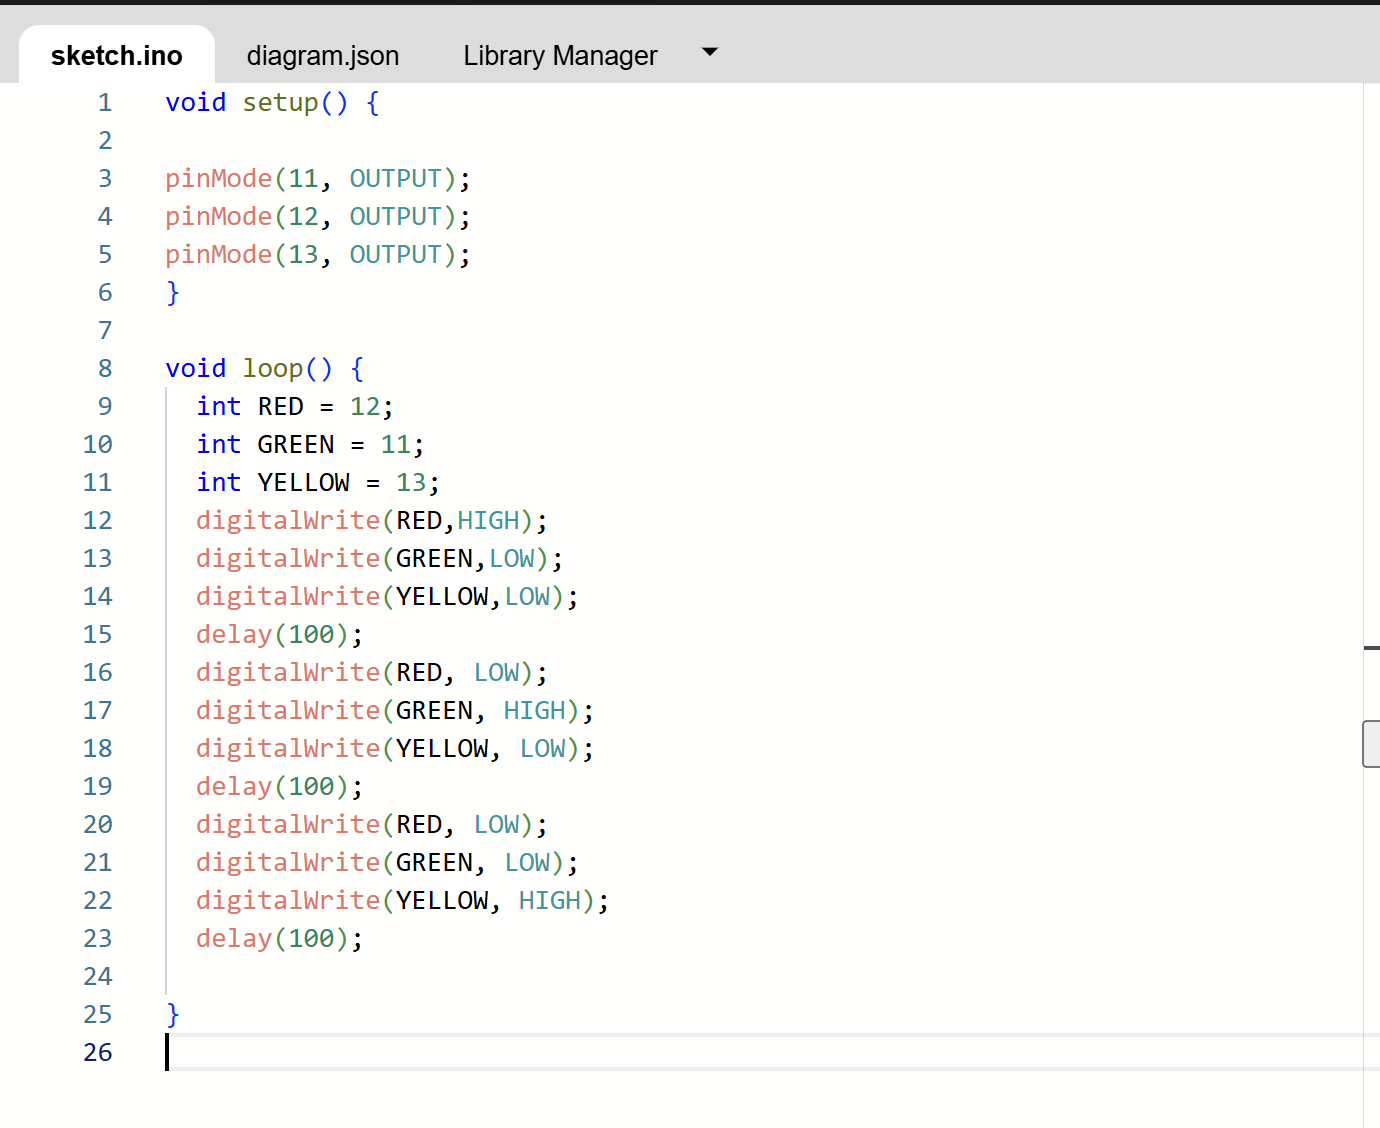 sketch.ino diagram.json Library Manager
1 void setup() {
2
3 pinMode(11, OUTPUT);
4 pinMode(12, OUTPUT);
5 pinMode(13, OUTPUT);
6 }
7
8 void loop() {
9   int RED = 12;
10   int GREEN = 11;
11   int YELLOW = 13;
12   digitalWrite(RED,HIGH);
13   digitalWrite(GREEN,LOW);
14   digitalWrite(YELLOW,LOW);
15   delay(100);
16   digitalWrite(RED, LOW);
17   digitalWrite(GREEN, HIGH);
18   digitalWrite(YELLOW, LOW);
19   delay(100);
20   digitalWrite(RED, LOW);
21   digitalWrite(GREEN, LOW);
22   digitalWrite(YELLOW, HIGH);
23   delay(100);
24
25 }
26